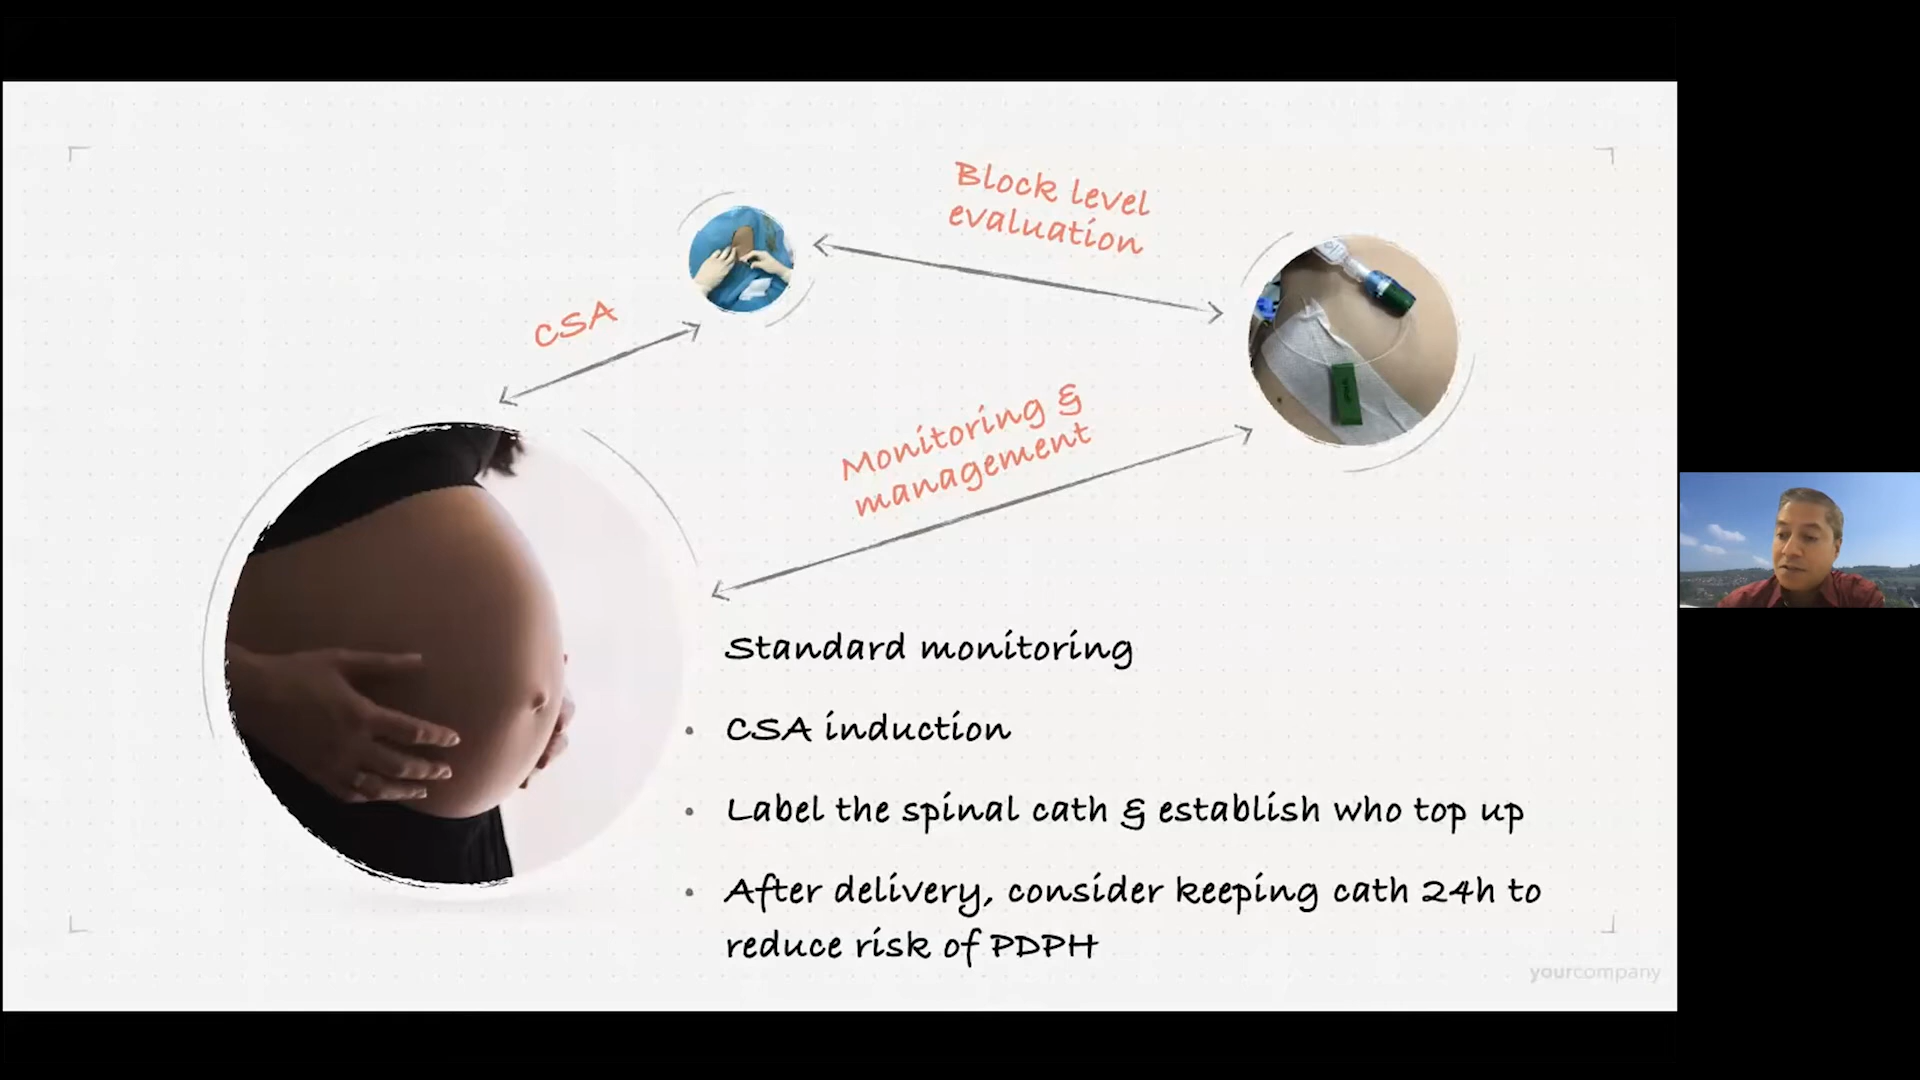 Block level
evaluation
CSA
Monitoring &
management
Standard monitoring
CSA induction
Label the spinal cath & establish who top up
After delivery, consider keeping cath 24h to
reduce risk of PDPH
yourcompany